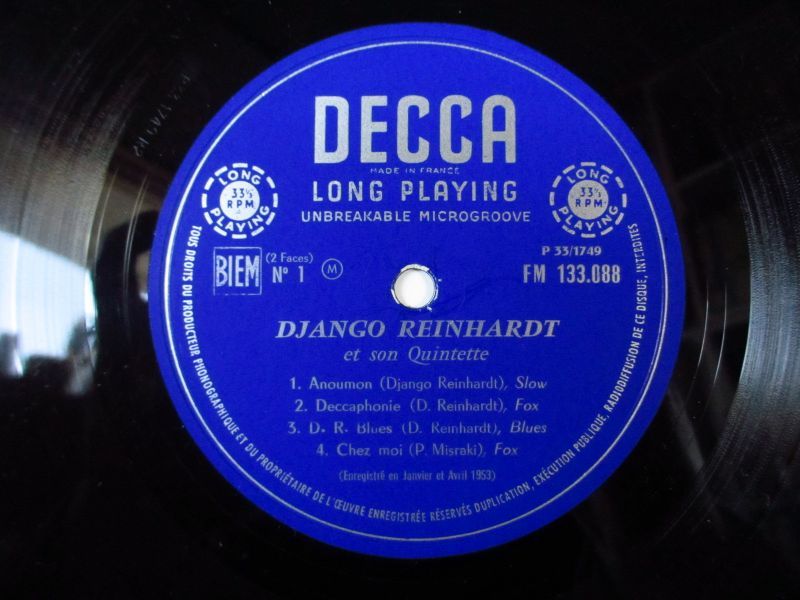 DECCA
MADE IN FRANCE
LONG PLAYING
UNBREAKABLE MICROGROOVE
LONG PLAYING
33⅓
RPM
LONG PLAYING
33⅓
RPM
BIEM
(2 Faces)
Nº 1
M
P 33/1749
FM 133.088
DJANGO REINHARDT
et son Quintette
1. Anoumon (Django Reinhardt), Slow
2. Deccaphonie (D. Reinhardt), Fox
3. D. R. Blues (D. Reinhardt), Blues
4. Chez moi (P. Misraki), Fox
(Enregistré en Janvier et Avril 1953)
TOUS DROITS DU PRODUCTEUR PHONOGRAPHIQUE ET DU PROPRIÉTAIRE DE L'ŒUVRE ENREGISTRÉE RÉSERVÉS DUPLICATION, EXÉCUTION PUBLIQUE, RADIODIFFUSION DE CE DISQUE, INTERDITES